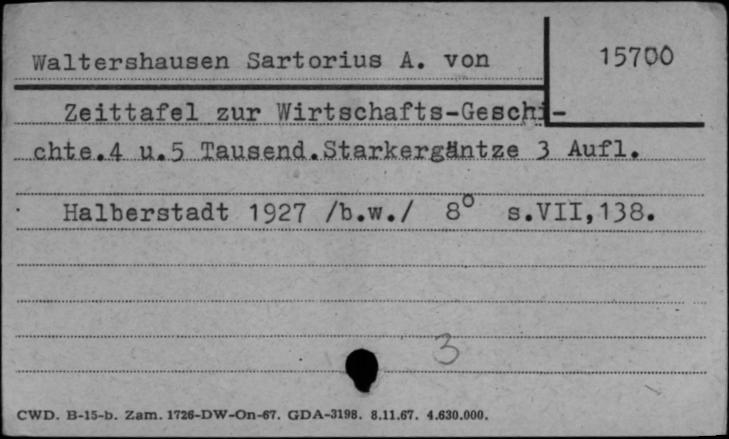 Waltershausen Sartorius A. von
15700
Zeittafel zur Wirtschafts-Geschi-
chte.4 u.5 Tausend.Starkergäntze 3 Aufl.
Halberstadt 1927 /b.w./ 8° s.VII,138.
3
CWD. B-15-b. Zam. 1726-DW-On-67. GDA-3198. 8.11.67. 4.630.000.